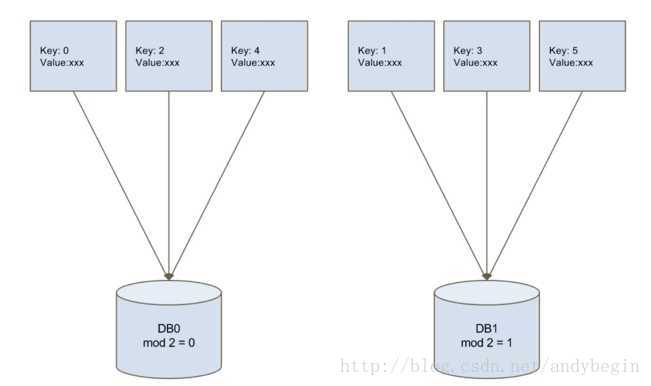 Key: 0
Value:xxx
Key: 2
Value:xxx
Key: 4
Value:xxx
Key: 1
Value:xxx
Key: 3
Value:xxx
Key: 5
Value:xxx
DB0
mod 2 = 0
DB1
mod 2 = 1
http://blog.csdn.net/andybegin